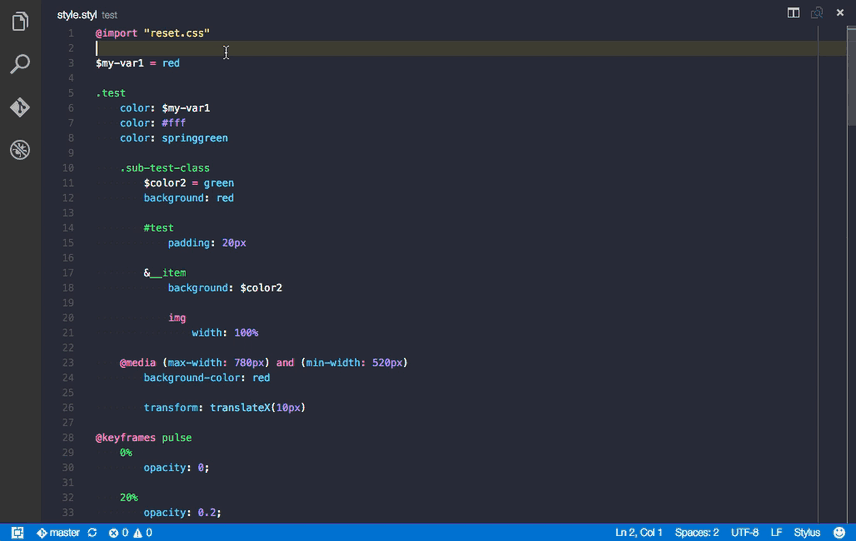 style.styl test
1 @import "reset.css"
2
3 $my-var1 = red
4
5 .test
6 color: $my-var1
7 color: #fff
8 color: springgreen
9
10 .sub-test-class
11 $color2 = green
12 background: red
13
14 #test
15 padding: 20px
16
17 &__item
18 background: $color2
19
20 img
21 width: 100%
22
23 @media (max-width: 780px) and (min-width: 520px)
24 background-color: red
25
26 transform: translateX(10px)
27
28 @keyframes pulse
29 0%
30 opacity: 0;
31
32 20%
33 opacity: 0.2;
master 0 0 Ln 2, Col 1 Spaces: 2 UTF-8 LF Stylus